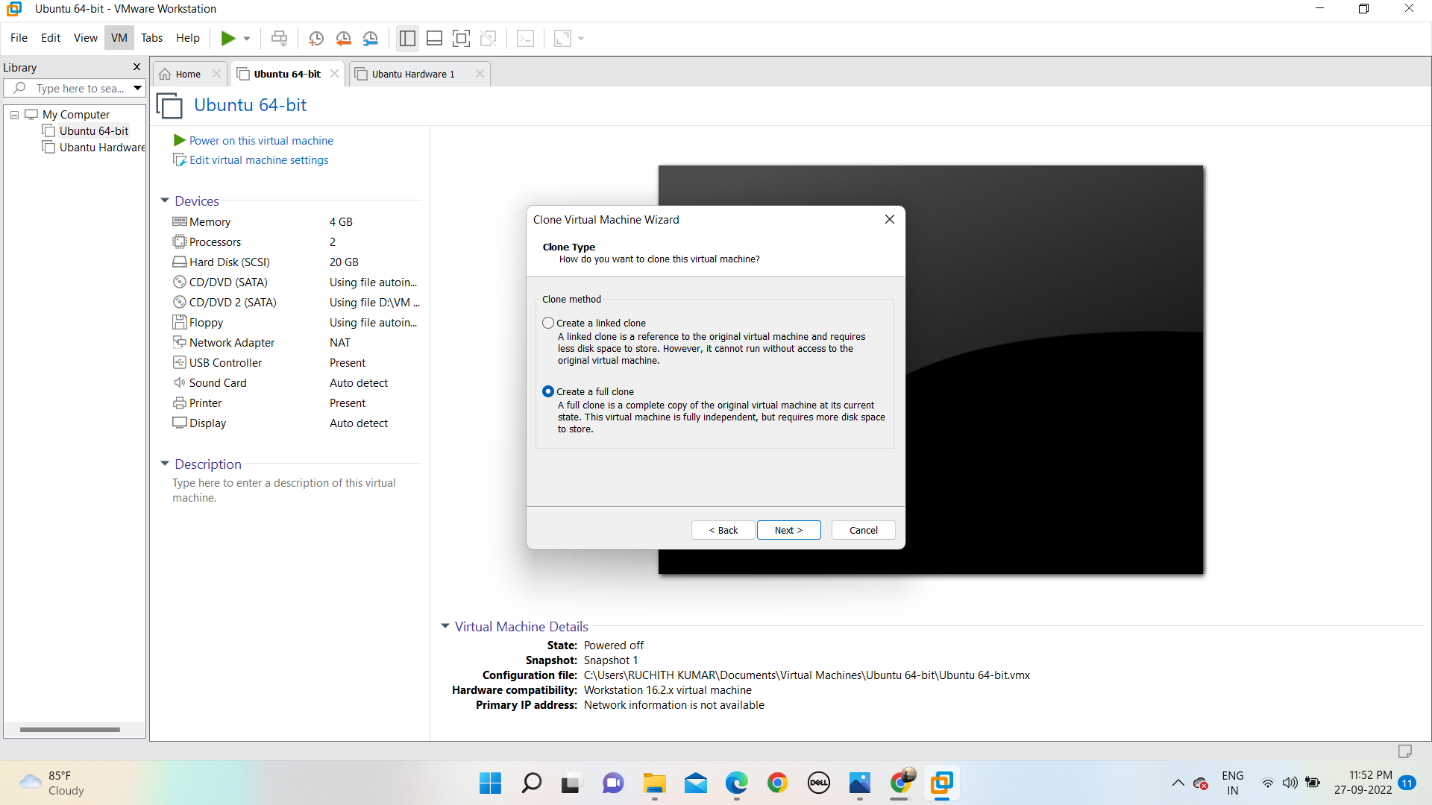 Ubuntu 64-bit - VMware Workstation
File Edit View VM Tabs Help
Library
Type here to sea...
My Computer
Ubuntu 64-bit
Ubantu Hardware
Home
Ubuntu 64-bit
Ubantu Hardware 1
Ubuntu 64-bit
Power on this virtual machine
Edit virtual machine settings
Devices
Memory 4 GB
Processors 2
Hard Disk (SCSI) 20 GB
CD/DVD (SATA) Using file autoin...
CD/DVD 2 (SATA) Using file D:\VM ...
Floppy Using file autoin...
Network Adapter NAT
USB Controller Present
Sound Card Auto detect
Printer Present
Display Auto detect
Description
Type here to enter a description of this virtual
machine.
Clone Virtual Machine Wizard
Clone Type
How do you want to clone this virtual machine?
Clone method
Create a linked clone
A linked clone is a reference to the original virtual machine and requires
less disk space to store. However, it cannot run without access to the
original virtual machine.
Create a full clone
A full clone is a complete copy of the original virtual machine at its current
state. This virtual machine is fully independent, but requires more disk space
to store.
< Back Next > Cancel
Virtual Machine Details
State: Powered off
Snapshot: Snapshot 1
Configuration file: C:\Users\RUCHITH KUMAR\Documents\Virtual Machines\Ubuntu 64-bit\Ubuntu 64-bit.vmx
Hardware compatibility: Workstation 16.2.x virtual machine
Primary IP address: Network information is not available
85°F
Cloudy
DELL
ENG
IN
11:52 PM
27-09-2022
11